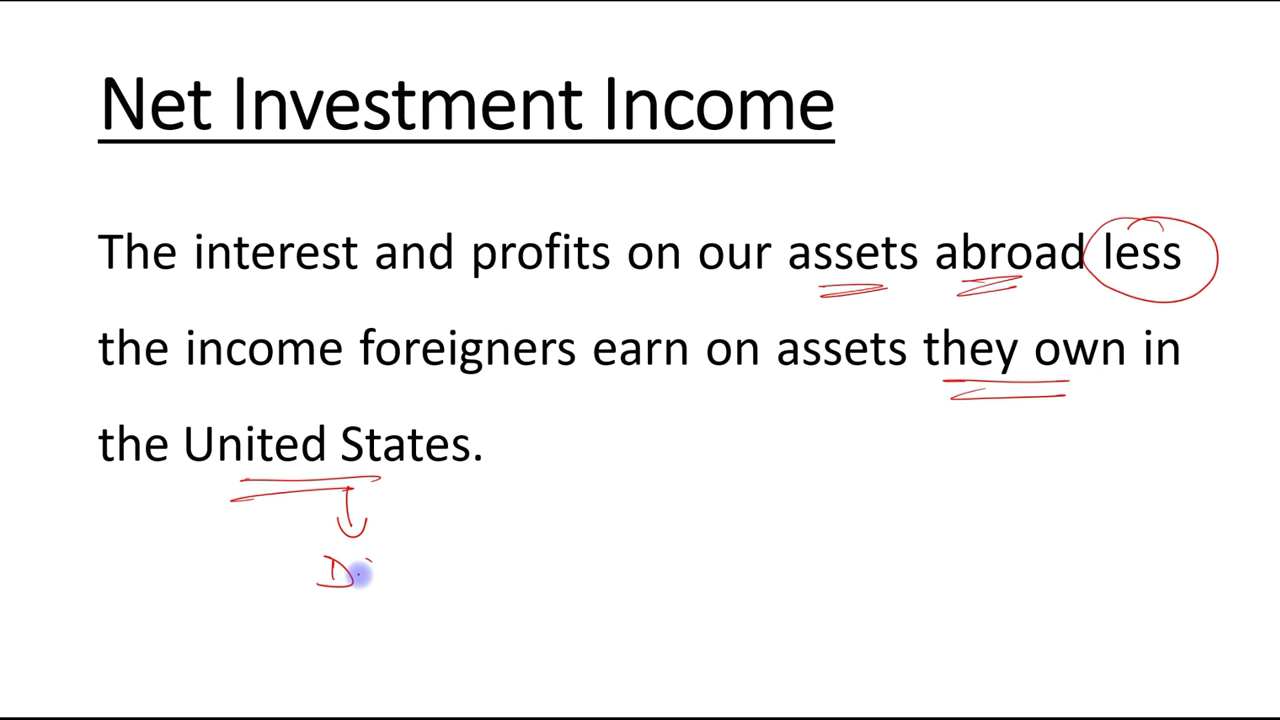 Net Investment Income
The interest and profits on our assets abroad less
the income foreigners earn on assets they own in
the United States.
D